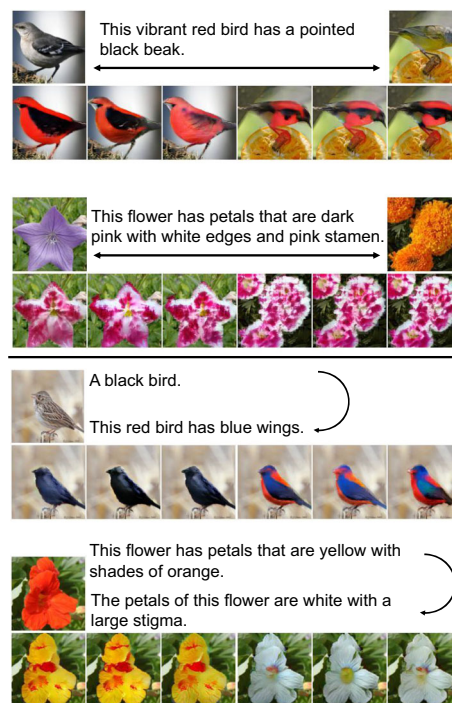 This vibrant red bird has a pointed
black beak.
This flower has petals that are dark
pink with white edges and pink stamen.
A black bird.
This red bird has blue wings.
This flower has petals that are yellow with
shades of orange.
The petals of this flower are white with a
large stigma.